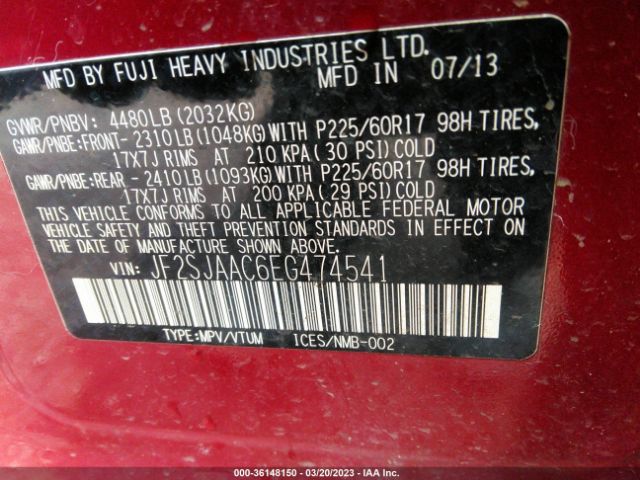 MFD BY FUJI HEAVY INDUSTRIES LTD.
MFD IN 07/13
GVWR/PNBV: 4480LB (2032KG)
GAWR/PNBE:FRONT- 2310LB(1048KG)WITH P225/60R17 98H TIRES,
17X7J RIMS AT 210 KPA(30 PSI)COLD
GAWR/PNBE:REAR -2410LB(1093KG)WITH P225/60R17 98H TIRES,
17X7J RIMS AT 200 KPA(29 PSI)COLD
THIS VEHICLE CONFORMS TO ALL APPLICABLE FEDERAL MOTOR
VEHICLE SAFETY AND THEFT PREVENTION STANDARDS IN EFFECT
ON THE DATE OF MANUFACTURE SHOWN ABOVE.
VIN: JF2SJAAC6EG474541
TYPE:MPV/VTUM ICES/NMB-002
000-36148150 - 03/20/2023 - IAA Inc.